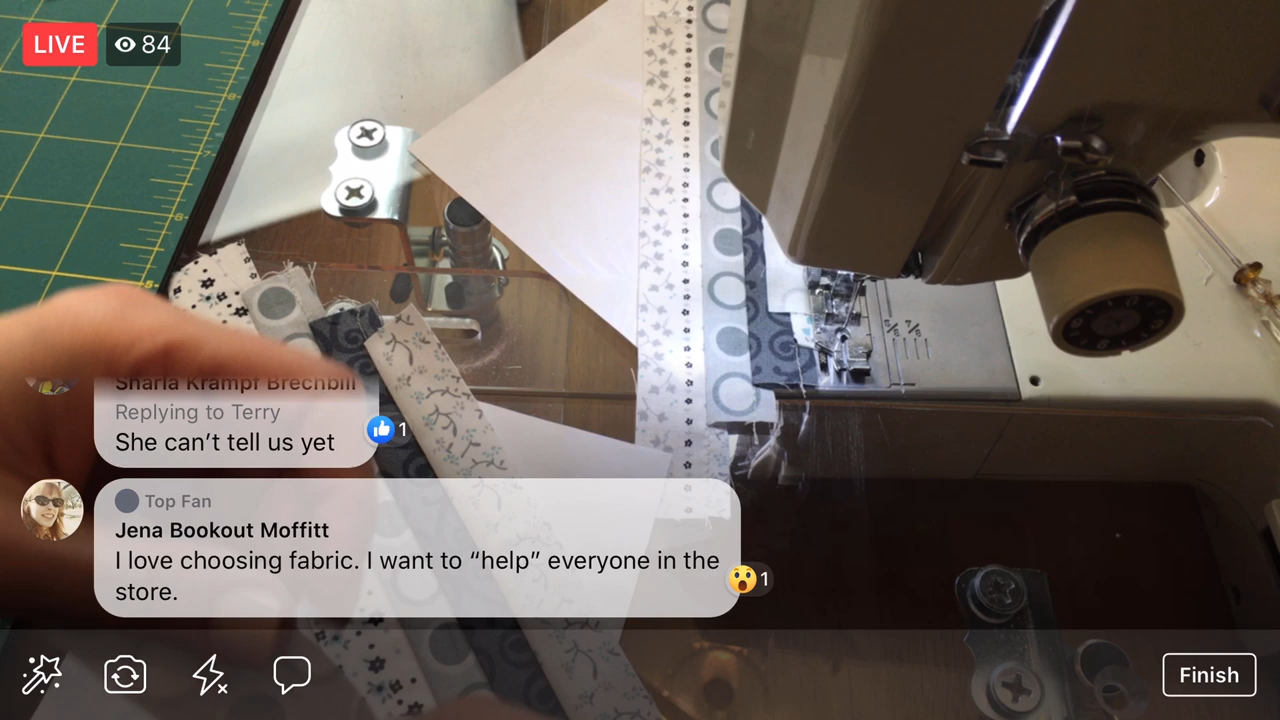 LIVE 84
Sharla Krampf Brechbill
Replying to Terry
She can’t tell us yet
1
Top Fan
Jena Bookout Moffitt
I love choosing fabric. I want to “help” everyone in the
store.
1
Finish